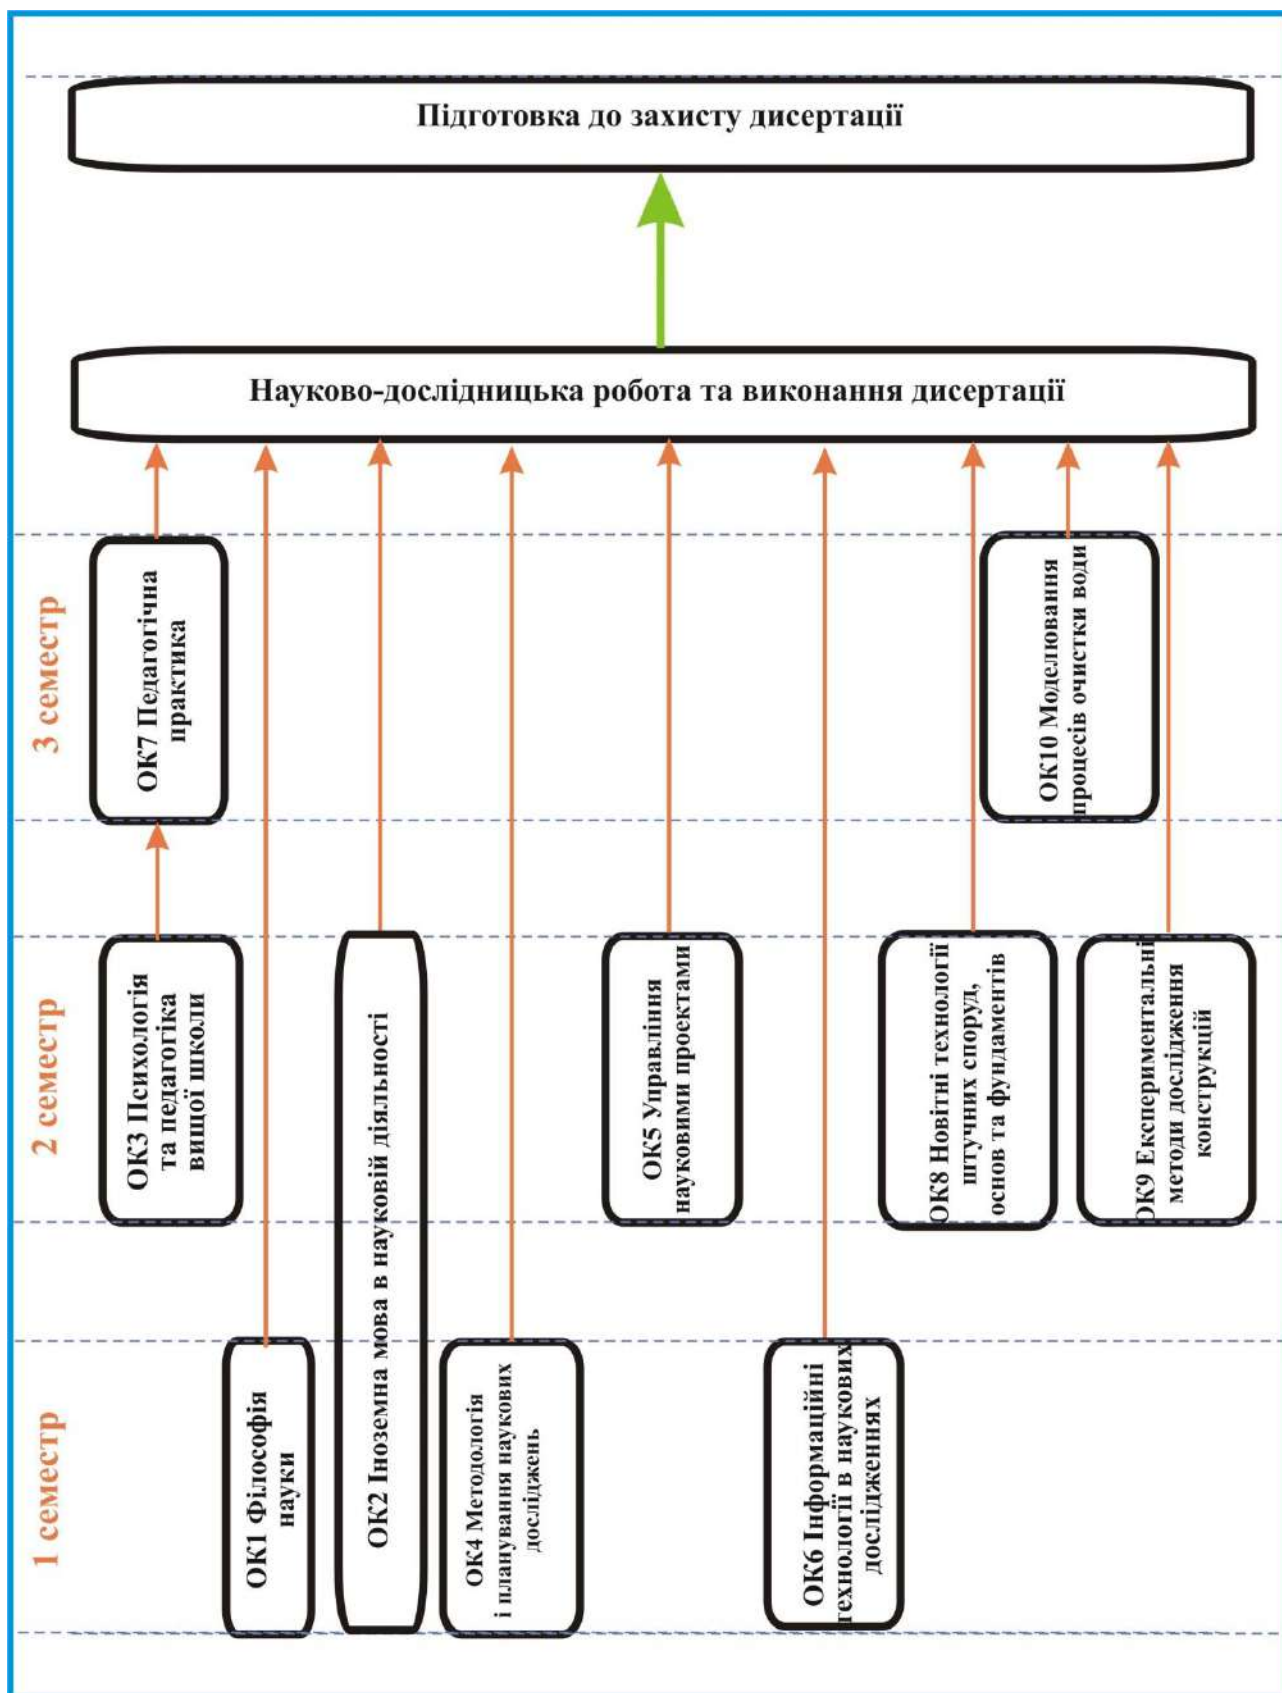 Підготовка до захисту дисертації
Науково-дослідницька робота та виконання дисертації
3 семестр
ОК7 Педагогічна
практика
ОК10 Моделювання
процесів очистки води
2 семестр
ОК3 Психологія
та педагогіка
вищої школи
ОК2 Іноземна мова в науковій діяльності
ОК5 Управління
науковими проектами
ОК8 Новітні технології
штучних споруд,
основ та фундаментів
ОК9 Експериментальні
методи дослідження
конструкцій
1 семестр
ОК1 Філософія
науки
ОК4 Методологія
і планування наукових
досліджень
ОК6 Інформаційні
технології в наукових
дослідженнях